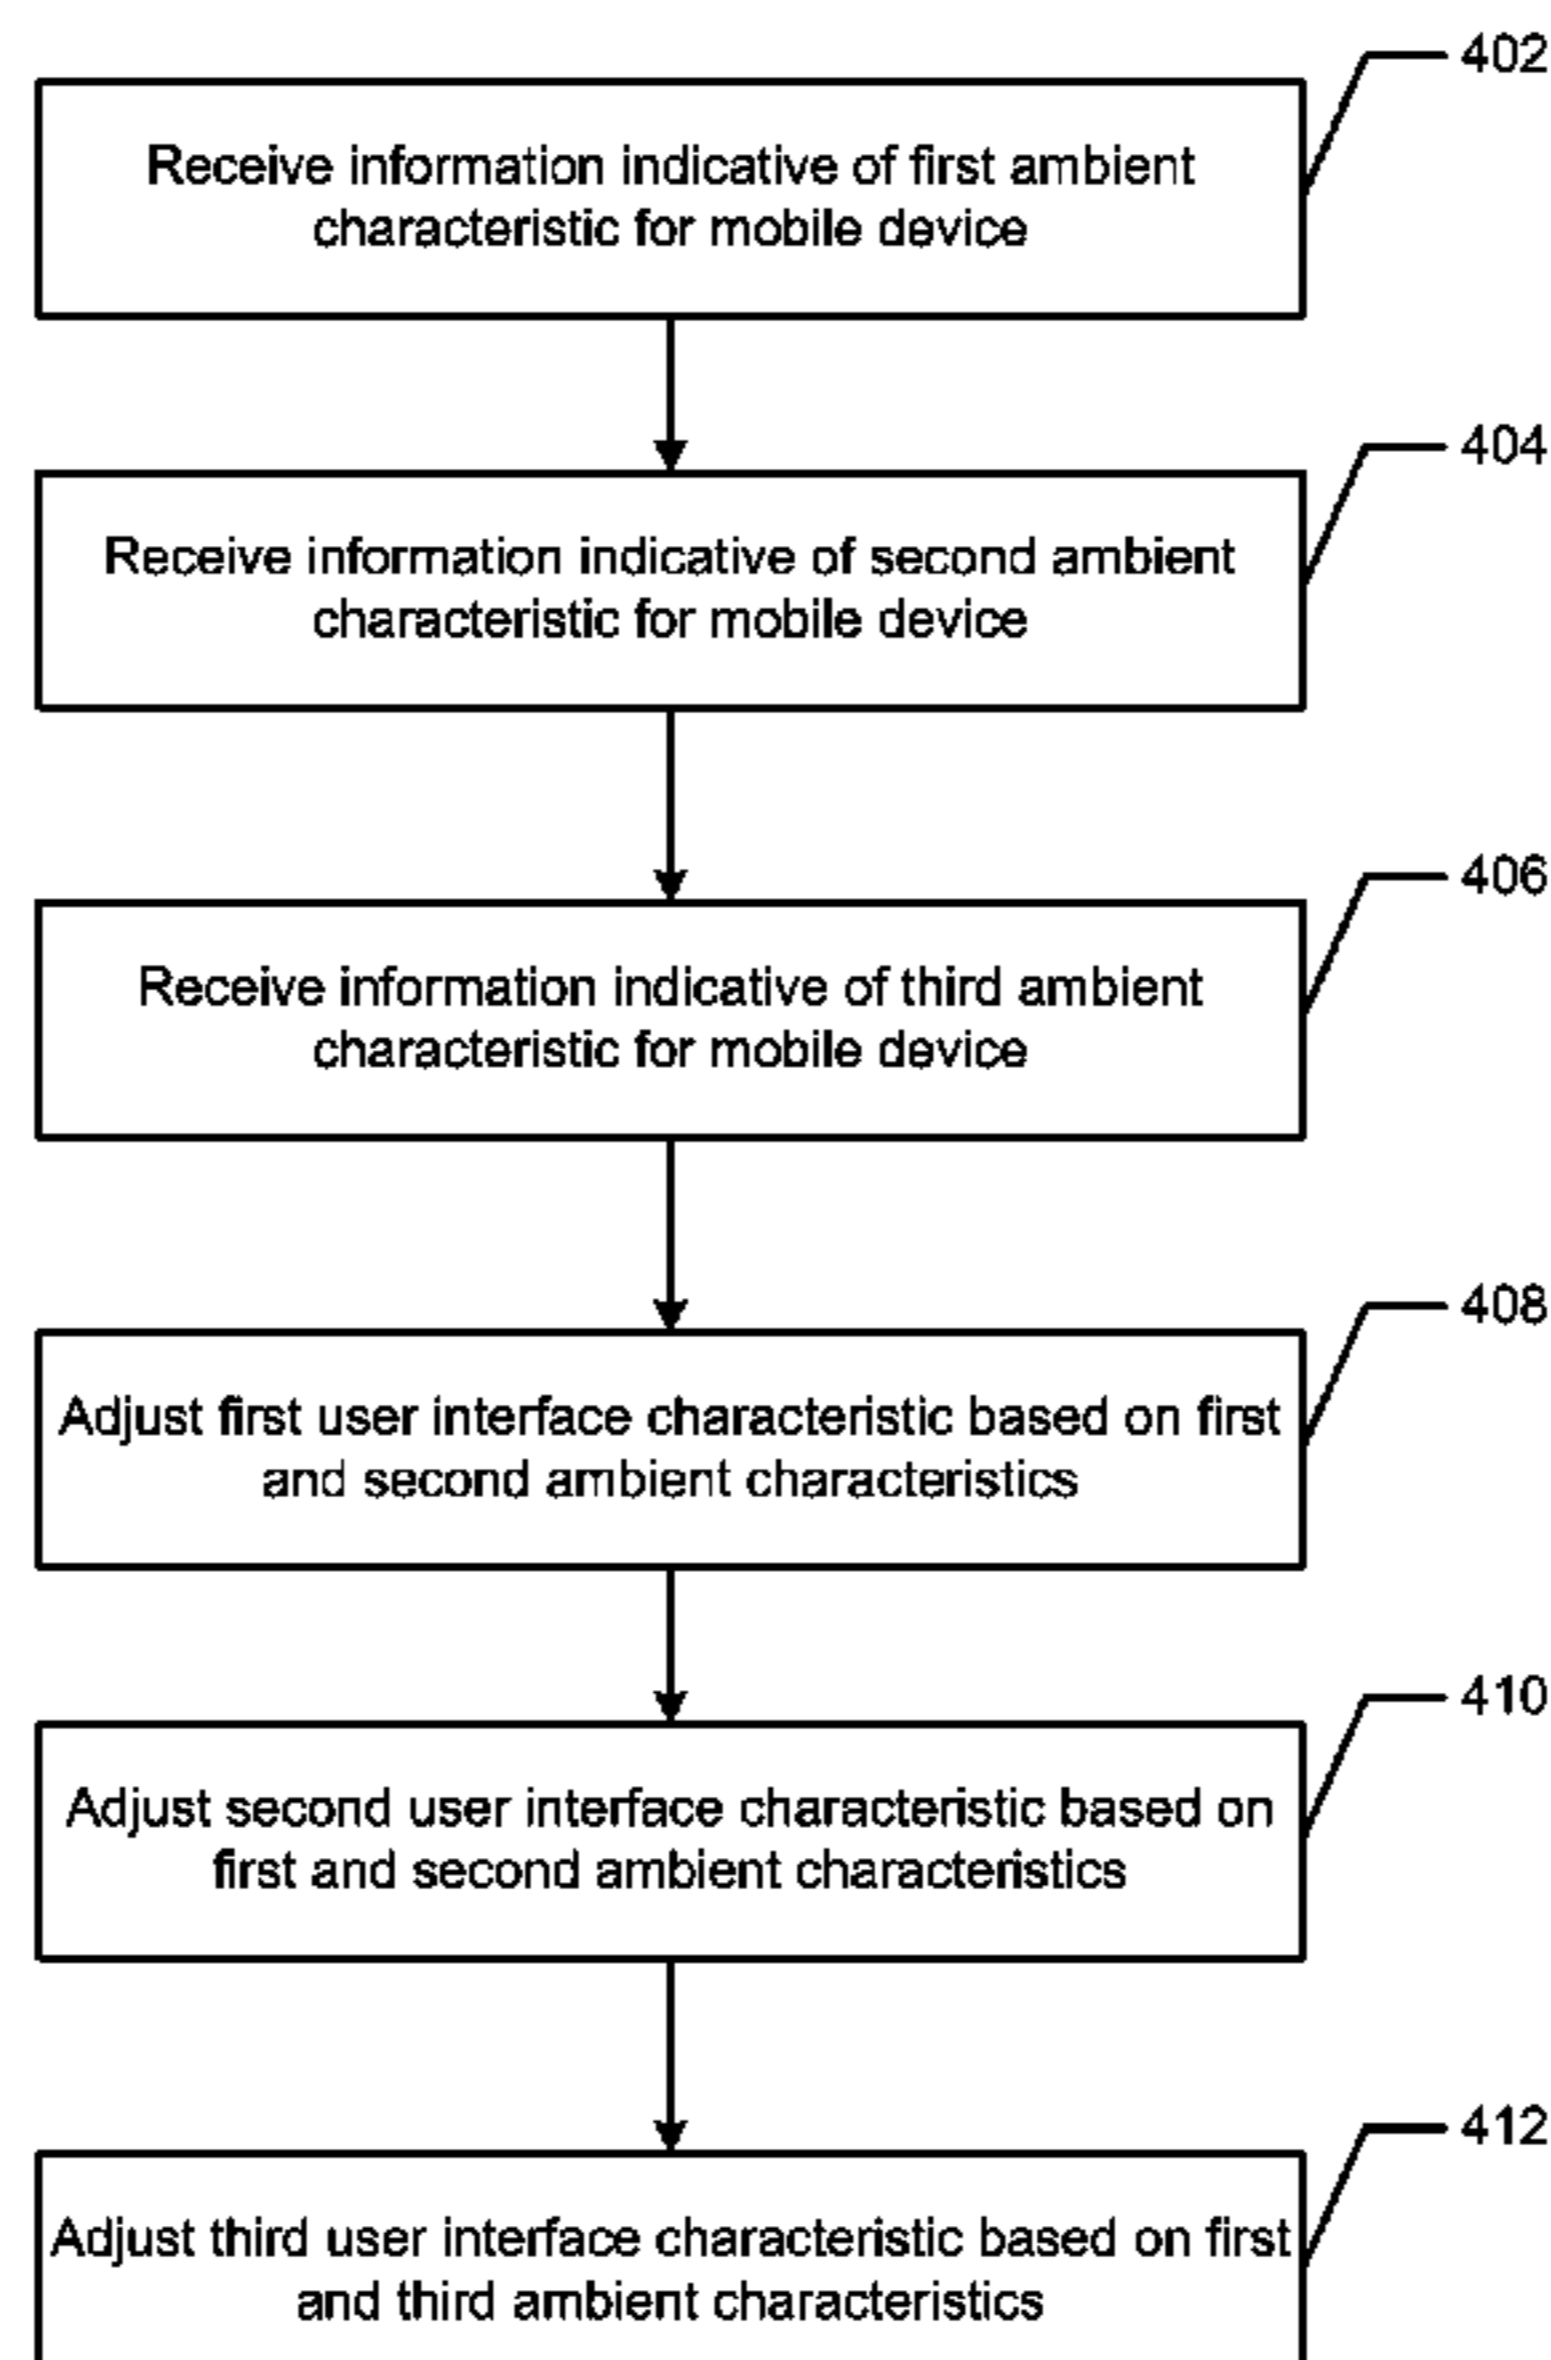 402
Receive information indicative of first ambient
characteristic for mobile device
404
Receive information indicative of second ambient
characteristic for mobile device
406
Receive information indicative of third ambient
characteristic for mobile device
408
Adjust first user interface characteristic based on first
and second ambient characteristics
410
Adjust second user interface characteristic based on
first and second ambient characteristics
412
Adjust third user interface characteristic based on first
and third ambient characteristics